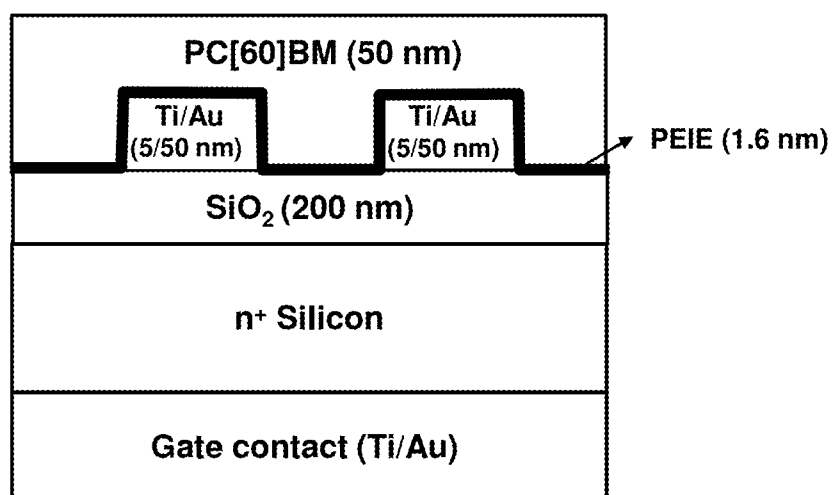 PC[60]BM (50 nm)
Ti/Au
(5/50 nm)
Ti/Au
(5/50 nm)
PEIE (1.6 nm)
SiO₂ (200 nm)
n⁺ Silicon
Gate contact (Ti/Au)